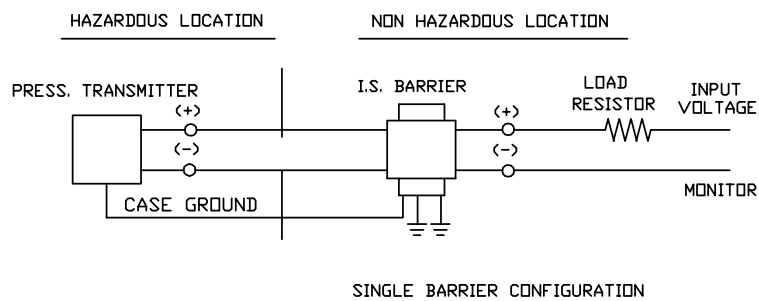 HAZARDOUS LOCATION
NON HAZARDOUS LOCATION
PRESS. TRANSMITTER
I.S. BARRIER
LOAD
RESISTOR
INPUT
VOLTAGE
(+)
(+)
(-)
(-)
MONITOR
CASE GROUND
SINGLE BARRIER CONFIGURATION